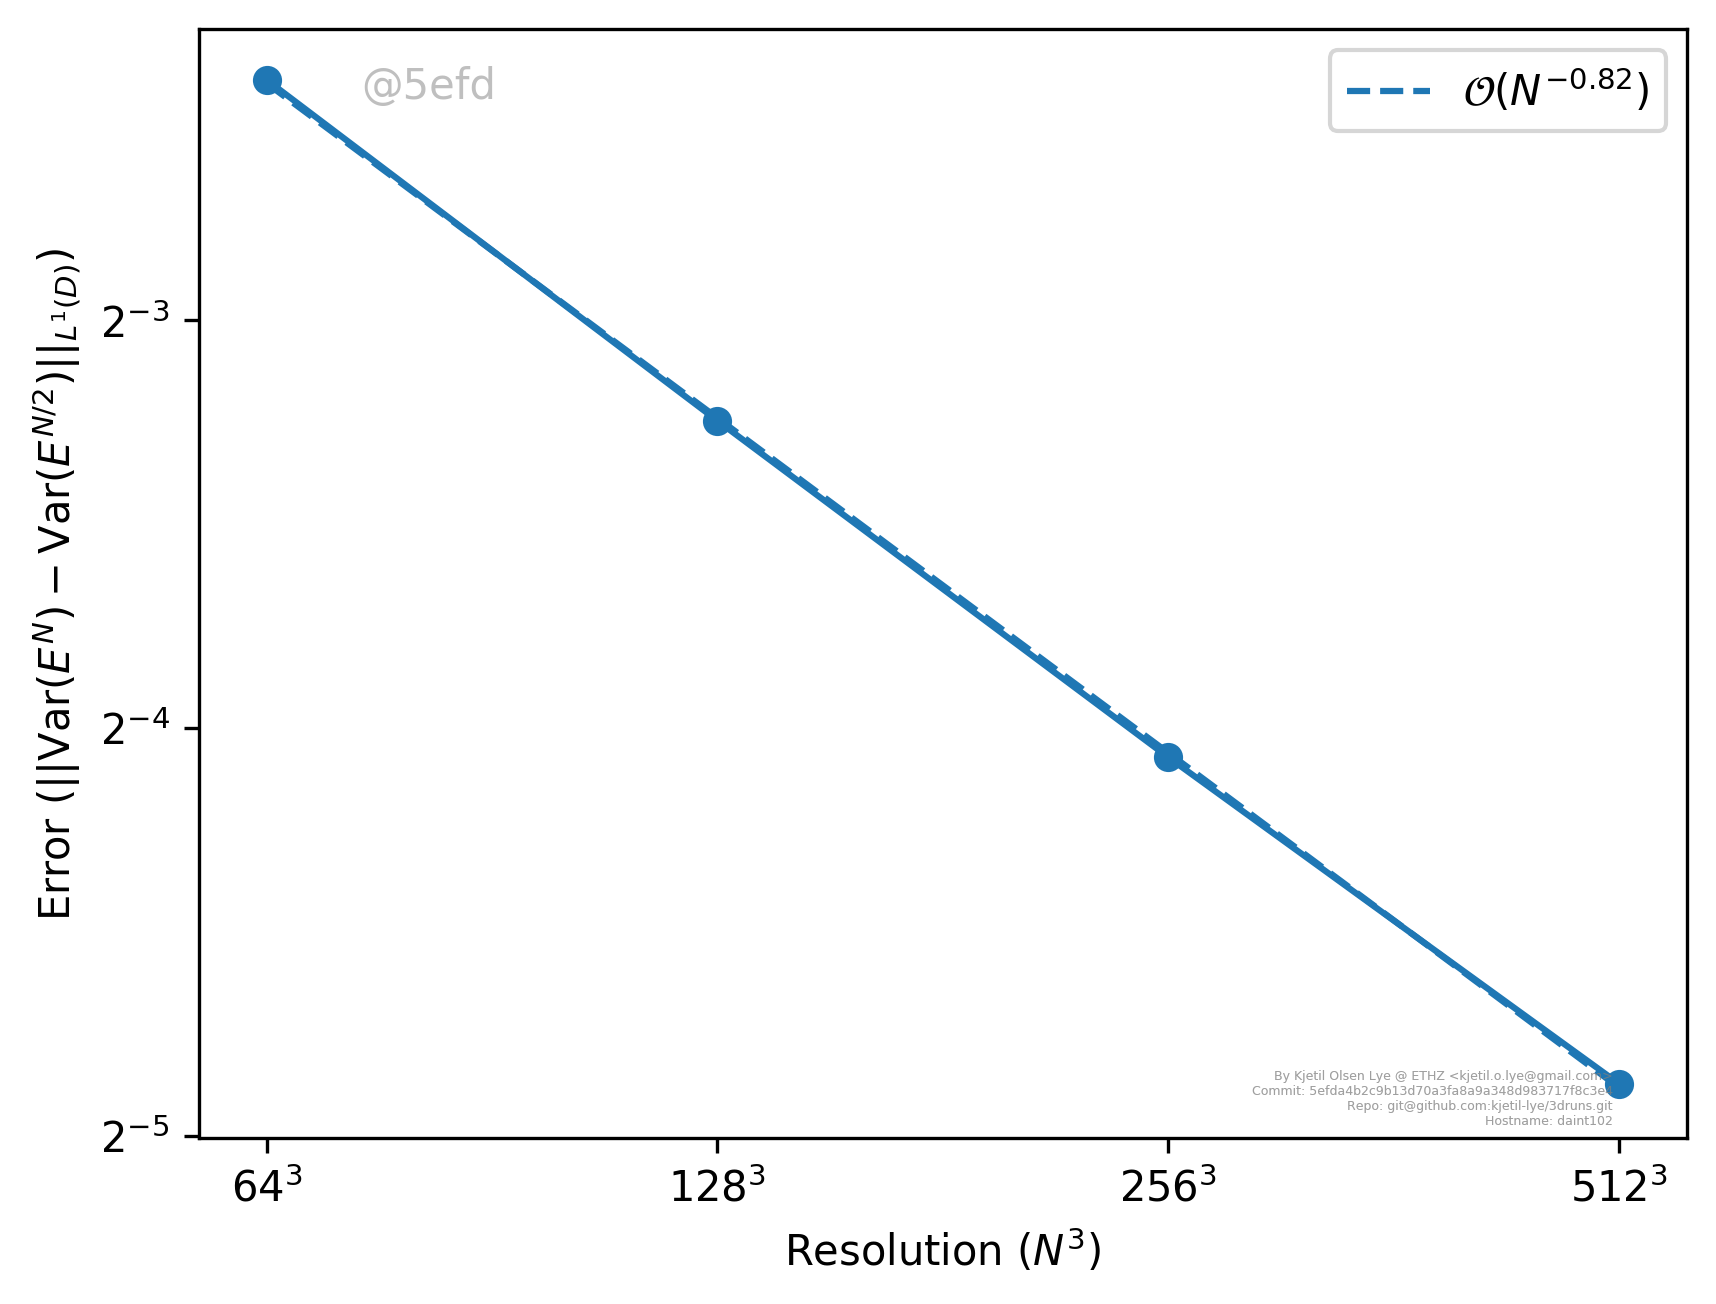 @5efd
𝒪(N^{-0.82})
Error (||Var(E^N) − Var(E^{N/2})||_{L^1(D)})
2^{-3}
2^{-4}
2^{-5}
By Kjetil Olsen Lye @ ETHZ <kjetil.o.lye@gmail.com>
Commit: 5efda4b2c9b13d70a3fa8a9a348d983717f8c3e4
Repo: git@github.com:kjetil-lye/3druns.git
Hostname: daint102
64^3 128^3 256^3 512^3
Resolution (N^3)